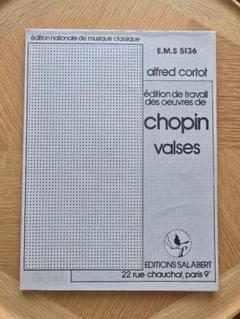 édition nationale de musique classique
E.M.S 5136
alfred cortot
édition de travail
des oeuvres de
chopin
valses
EDITIONS SALABERT
22 rue chauchat, paris 9e